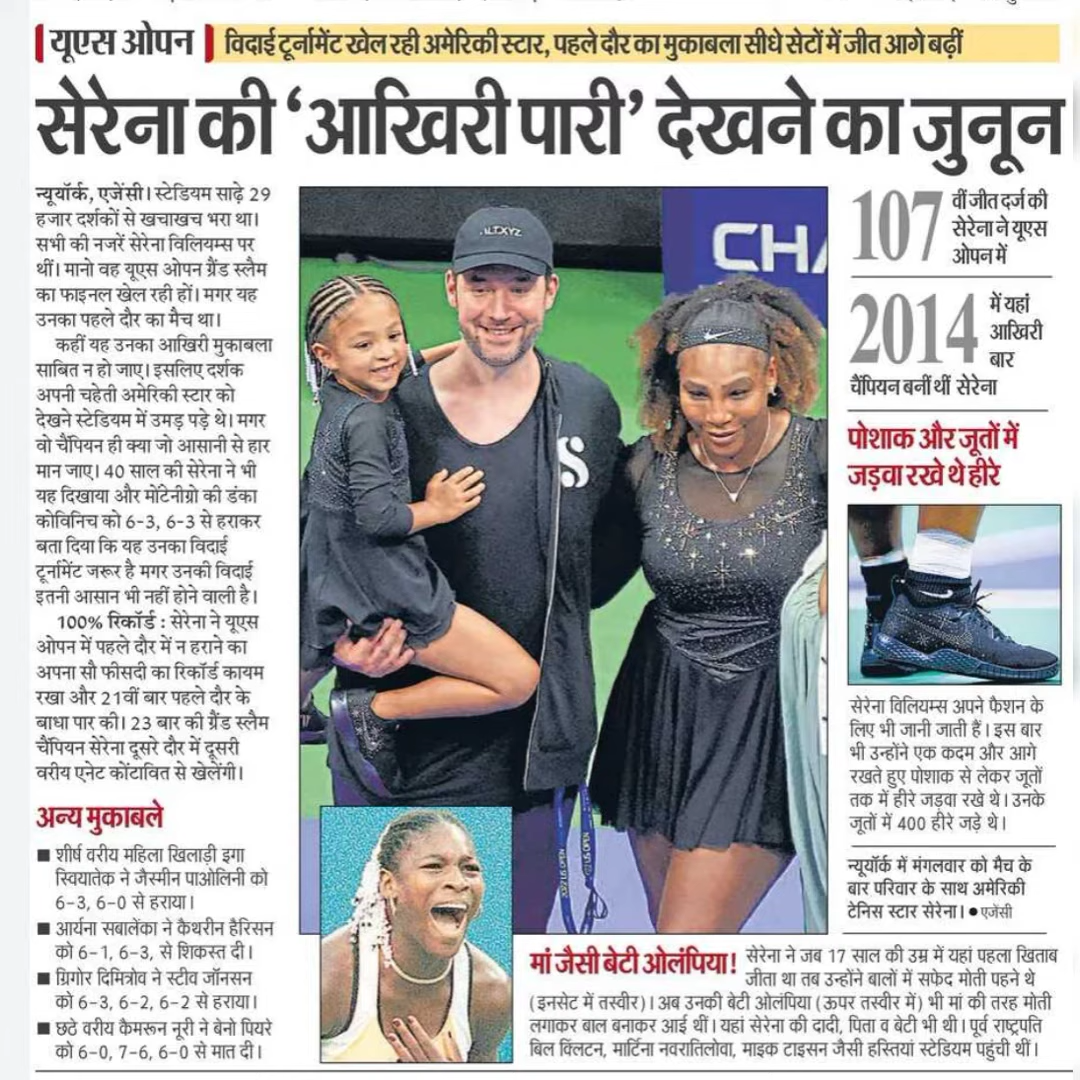 यूएस ओपन
विदाई टूर्नामेंट खेल रही अमेरिकी स्टार, पहले दौर का मुकाबला सीधे सेटों में जीत आगे बढ़ीं
सेरेना की ‘आखिरी पारी’ देखने का जुनून
न्यूयॉर्क, एजेंसी। स्टेडियम साढ़े 29
हजार दर्शकों से खचाखच भरा था।
सभी की नजरें सेरेना विलियम्स पर
थीं। मानो वह यूएस ओपन ग्रैंड स्लैम
का फाइनल खेल रही हों। मगर यह
उनका पहले दौर का मैच था।
कहीं यह उनका आखिरी मुकाबला
साबित न हो जाए। इसलिए दर्शक
अपनी चहेती अमेरिकी स्टार को
देखने स्टेडियम में उमड़ पड़े थे। मगर
वो चैंपियन ही क्या जो आसानी से हार
मान जाए। 40 साल की सेरेना ने भी
यह दिखाया और मोंटेनीग्रो की डंका
कोविनिच को 6-3, 6-3 से हराकर
बता दिया कि यह उनका विदाई
टूर्नामेंट जरूर है मगर उनकी विदाई
इतनी आसान भी नहीं होने वाली है।
100% रिकॉर्ड : सेरेना ने यूएस
ओपन में पहले दौर में न हराने का
अपना सौ फीसदी का रिकॉर्ड कायम
रखा और 21वीं बार पहले दौर के
बाधा पार की। 23 बार की ग्रैंड स्लैम
चैंपियन सेरेना दूसरे दौर में दूसरी
वरीय एनेट कोंटावित से खेलेंगी।
अन्य मुकाबले
■ शीर्ष वरीय महिला खिलाड़ी इगा
स्वियातेक ने जैस्मीन पाओलिनी को
6-3, 6-0 से हराया।
■ आर्यना सबालेंका ने कैथरीन हैरिसन
को 6-1, 6-3, से शिकस्त दी।
■ ग्रिगोर दिमित्रोव ने स्टीव जॉनसन
को 6-3, 6-2, 6-2 से हराया।
■ छठे वरीय कैमरून नूरी ने बेनो पियरे
को 6-0, 7-6, 6-0 से मात दी।
ALTXYZ
CHA
S
2022 US OPEN
107 वीं जीत दर्ज की
सेरेना ने यूएस
ओपन में
2014 में यहां
आखिरी
बार
चैंपियन बनीं थीं सेरेना
पोशाक और जूतों में
जड़वा रखे थे हीरे
सेरेना विलियम्स अपने फैशन के
लिए भी जानी जाती हैं। इस बार
भी उन्होंने एक कदम और आगे
रखते हुए पोशाक से लेकर जूतों
तक में हीरे जड़वा रखे थे। उनके
जूतों में 400 हीरे जड़े थे।
न्यूयॉर्क में मंगलवार को मैच के
बार परिवार के साथ अमेरिकी
टेनिस स्टार सेरेना। ● एजेंसी
मां जैसी बेटी ओलंपिया! सेरेना ने जब 17 साल की उम्र में यहां पहला खिताब
जीता था तब उन्होंने बालों में सफेद मोती पहने थे
(इनसेट में तस्वीर)। अब उनकी बेटी ओलंपिया (ऊपर तस्वीर में) भी मां की तरह मोती
लगाकर बाल बनाकर आई थीं। यहां सेरेना की दादी, पिता व बेटी भी थी। पूर्व राष्ट्रपति
बिल क्लिंटन, मार्टिना नवरातिलोवा, माइक टाइसन जैसी हस्तियां स्टेडियम पहुंची थीं।